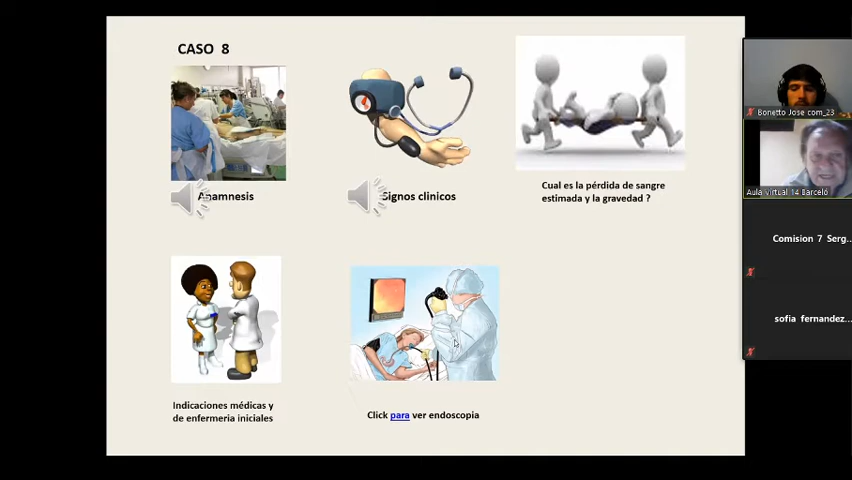 CASO 8
Anamnesis
Signos clinicos
Cual es la pérdida de sangre
estimada y la gravedad ?
Indicaciones médicas y
de enfermeria iniciales
Click para ver endoscopia
Bonetto Jose com_23
Aula Virtual 14 Barceló
Comision 7 Serg...
sofia fernandez...